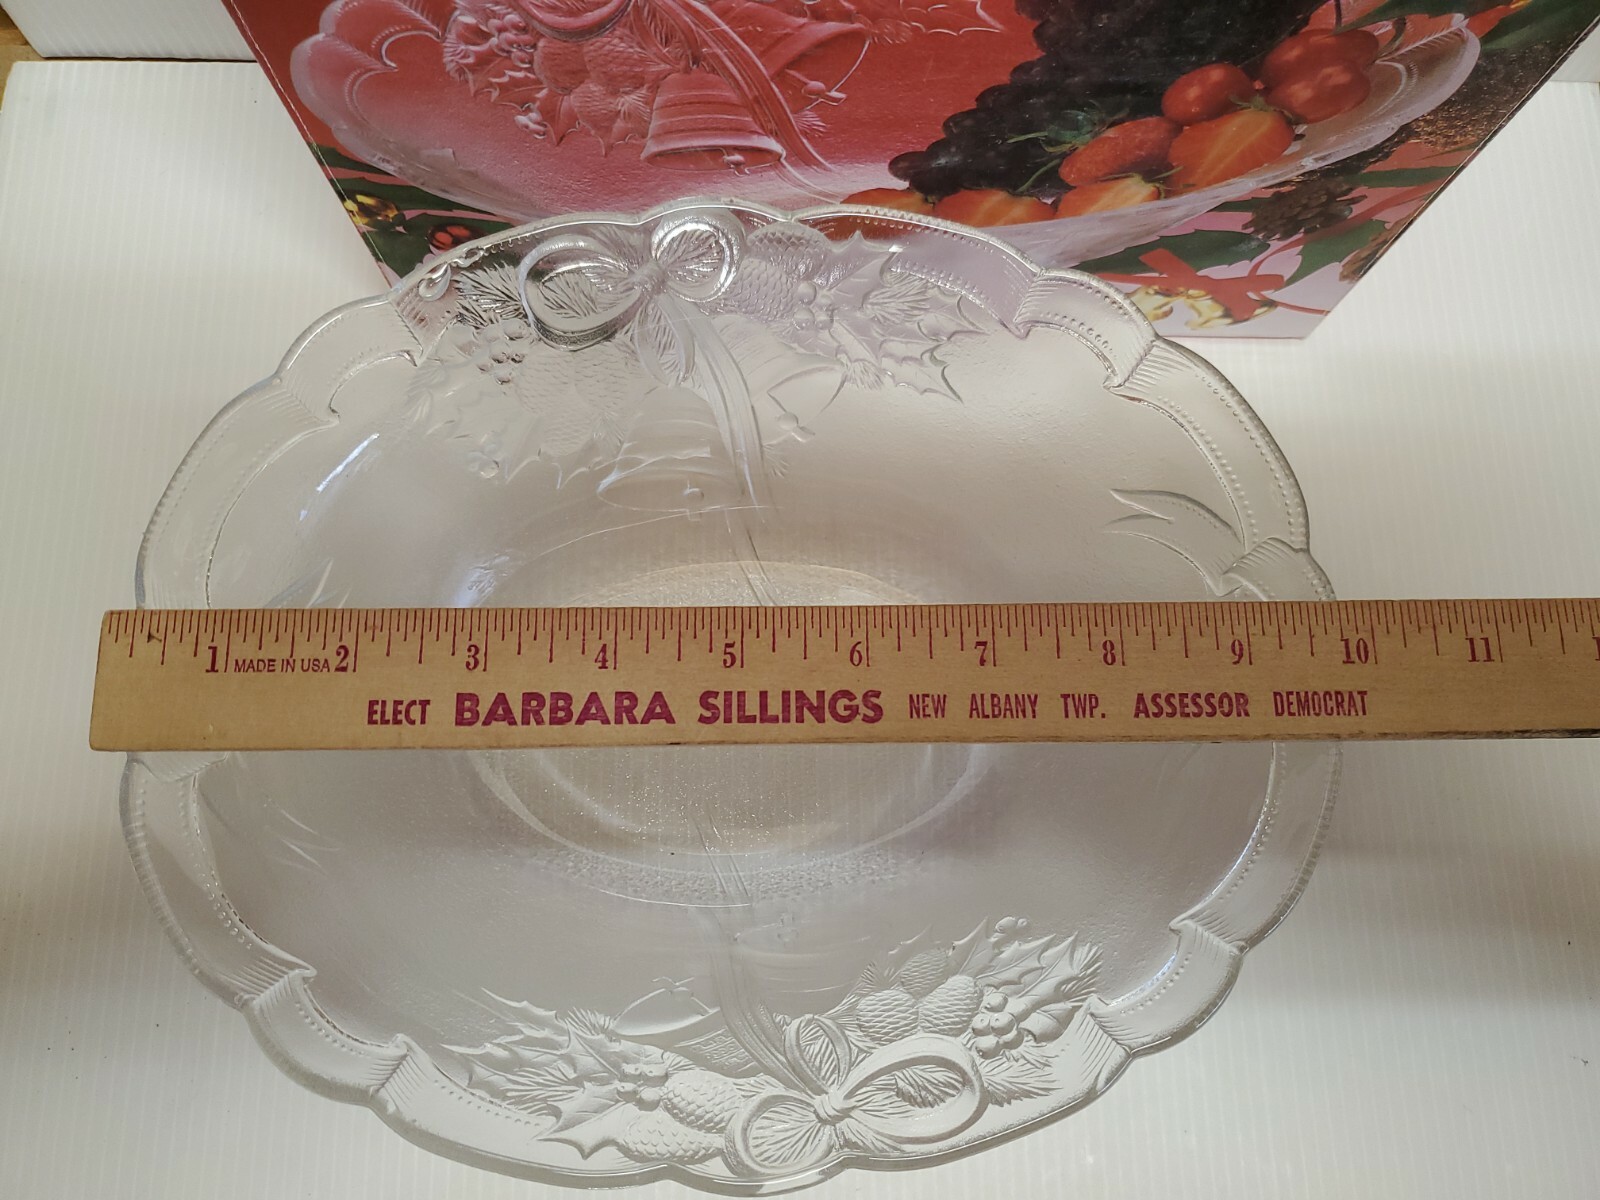 1 MADE IN USA 2 3 4 5 6 7 8 9 10 11
ELECT BARBARA SILLINGS NEW ALBANY TWP. ASSESSOR DEMOCRAT